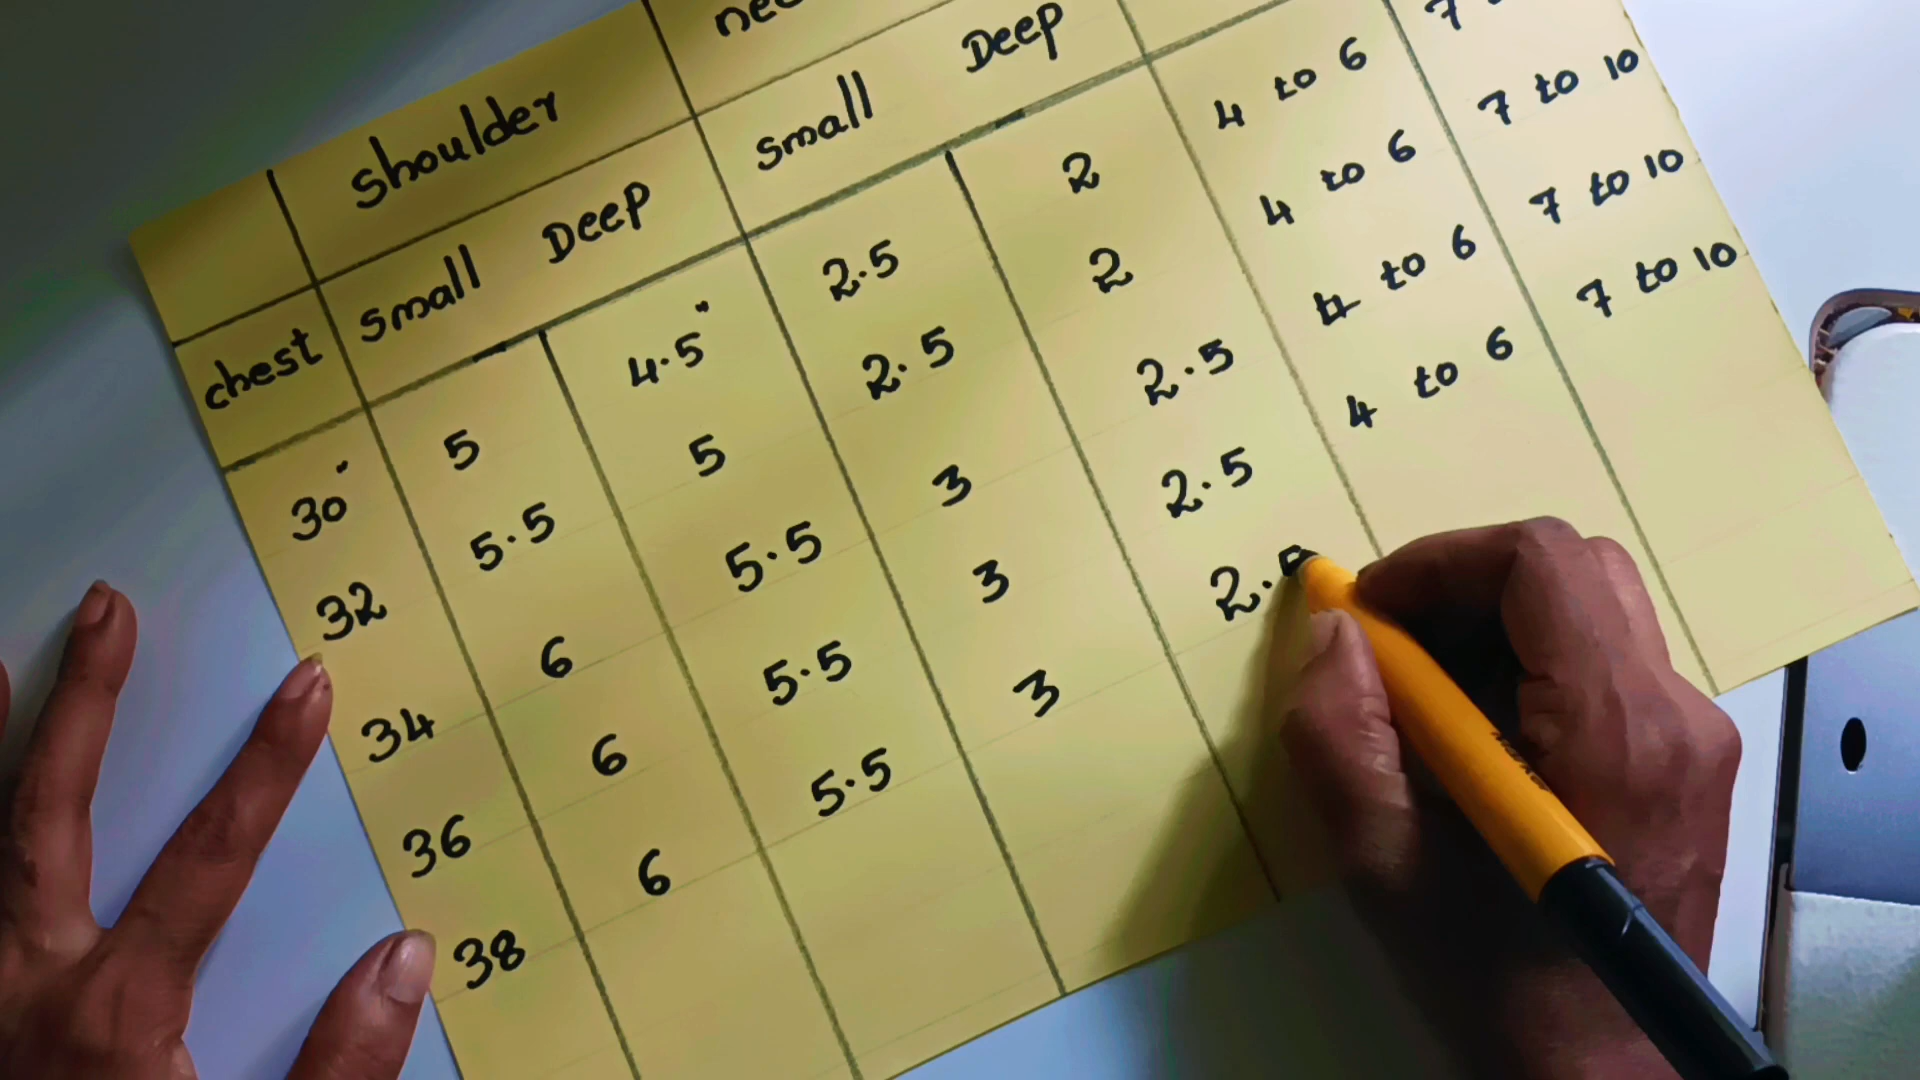 shoulder
small Deep small Deep
chest
30" 5 4.5" 2.5 2 4 to 6 7
32 5.5 5 2.5 2 4 to 6 7 to 10
34 6 5.5 3 2.5 4 to 6 7 to 10
36 6 5.5 3 2.5 4 to 6 7 to 10
38 6 5.5 3 2.5